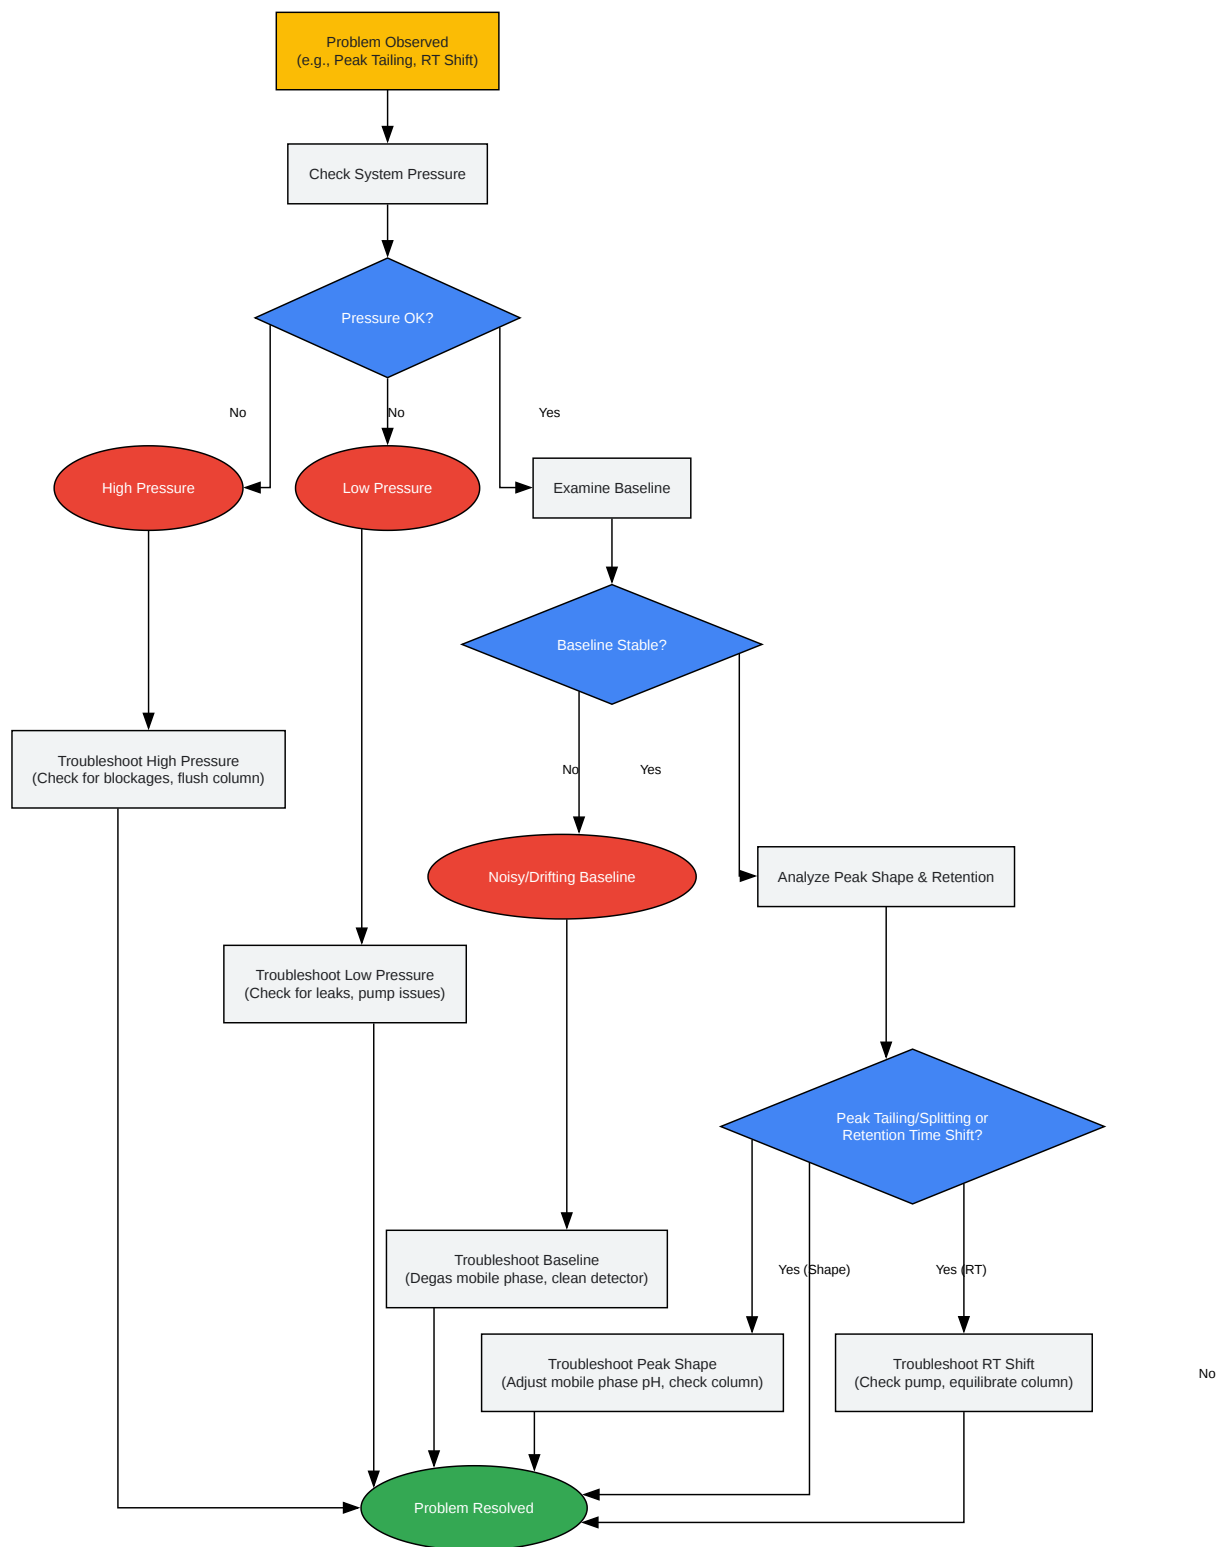 Problem Observed
(e.g., Peak Tailing, RT Shift)
Check System Pressure
Pressure OK?
No
No
Yes
High Pressure
Low Pressure
Examine Baseline
Baseline Stable?
Troubleshoot High Pressure
(Check for blockages, flush column)
No
Yes
Noisy/Drifting Baseline
Analyze Peak Shape & Retention
Troubleshoot Low Pressure
(Check for leaks, pump issues)
Peak Tailing/Splitting or
Retention Time Shift?
Troubleshoot Baseline
(Degas mobile phase, clean detector)
Yes (Shape)
Yes (RT)
Troubleshoot Peak Shape
(Adjust mobile phase pH, check column)
Troubleshoot RT Shift
(Check pump, equilibrate column)
No
Problem Resolved